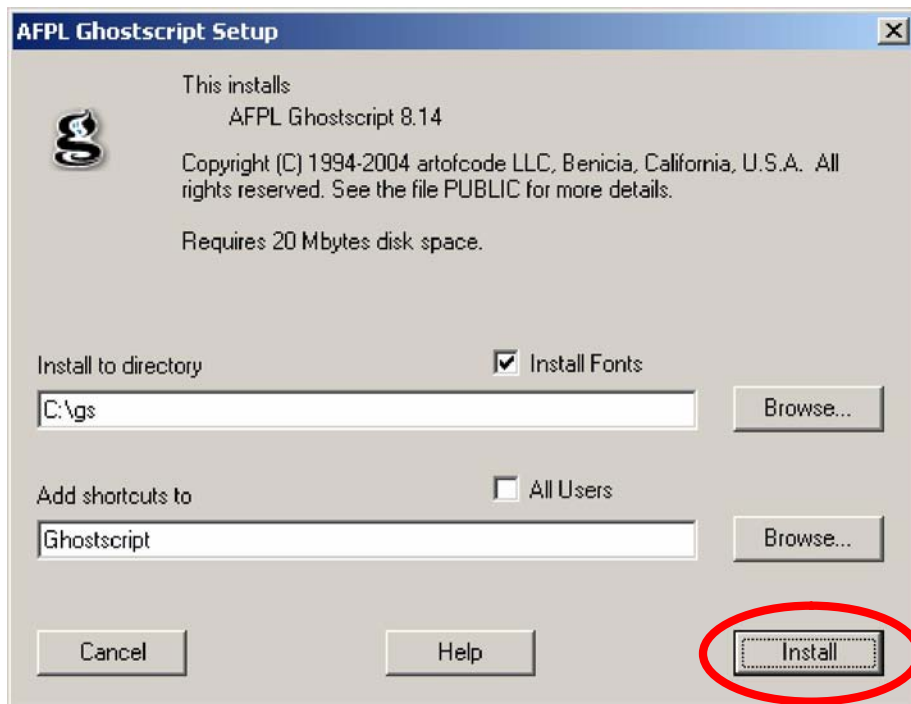 AFPL Ghostscript Setup
This installs
AFPL Ghostscript 8.14
Copyright (C) 1994-2004 artofcode LLC, Benicia, California, U.S.A. All
rights reserved. See the file PUBLIC for more details.
Requires 20 Mbytes disk space.
Install to directory
Install Fonts
C:\gs
Browse...
Add shortcuts to
All Users
Ghostscript
Browse...
Cancel
Help
Install